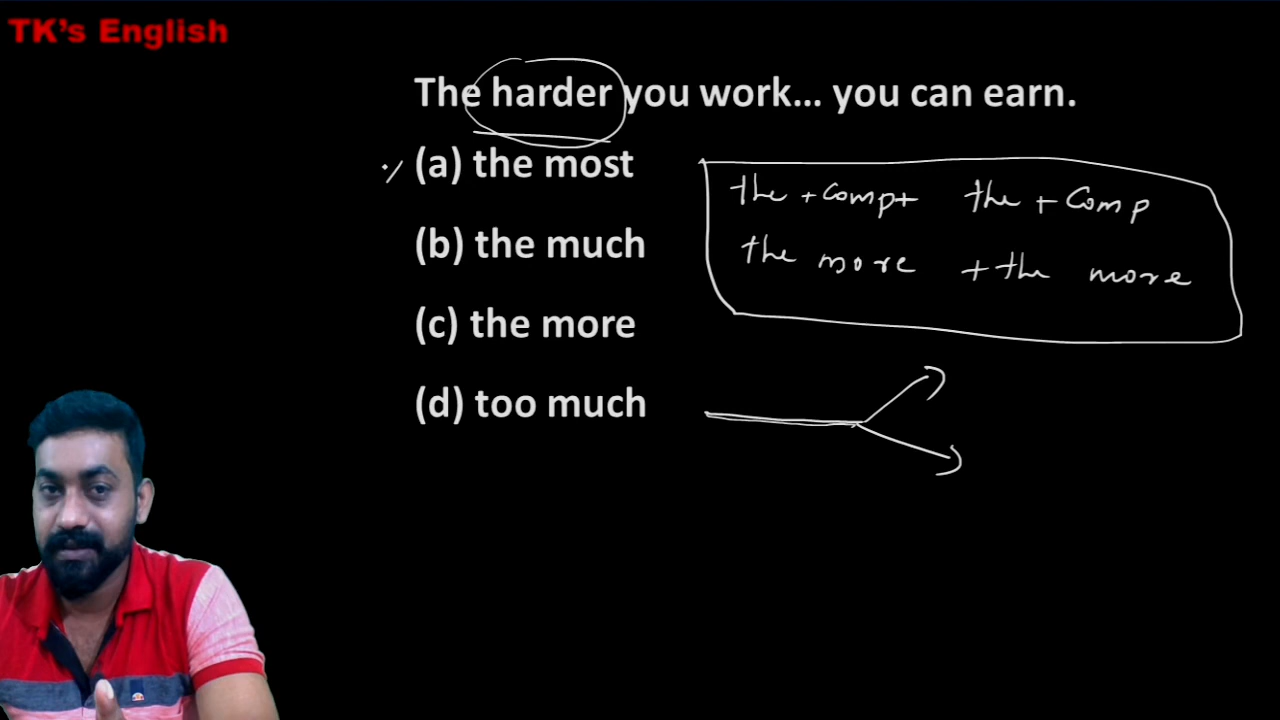 TK's English
The harder you work... you can earn.
(a) the most
the + Comp+ the + Comp
(b) the much
the more + the more
(c) the more
(d) too much